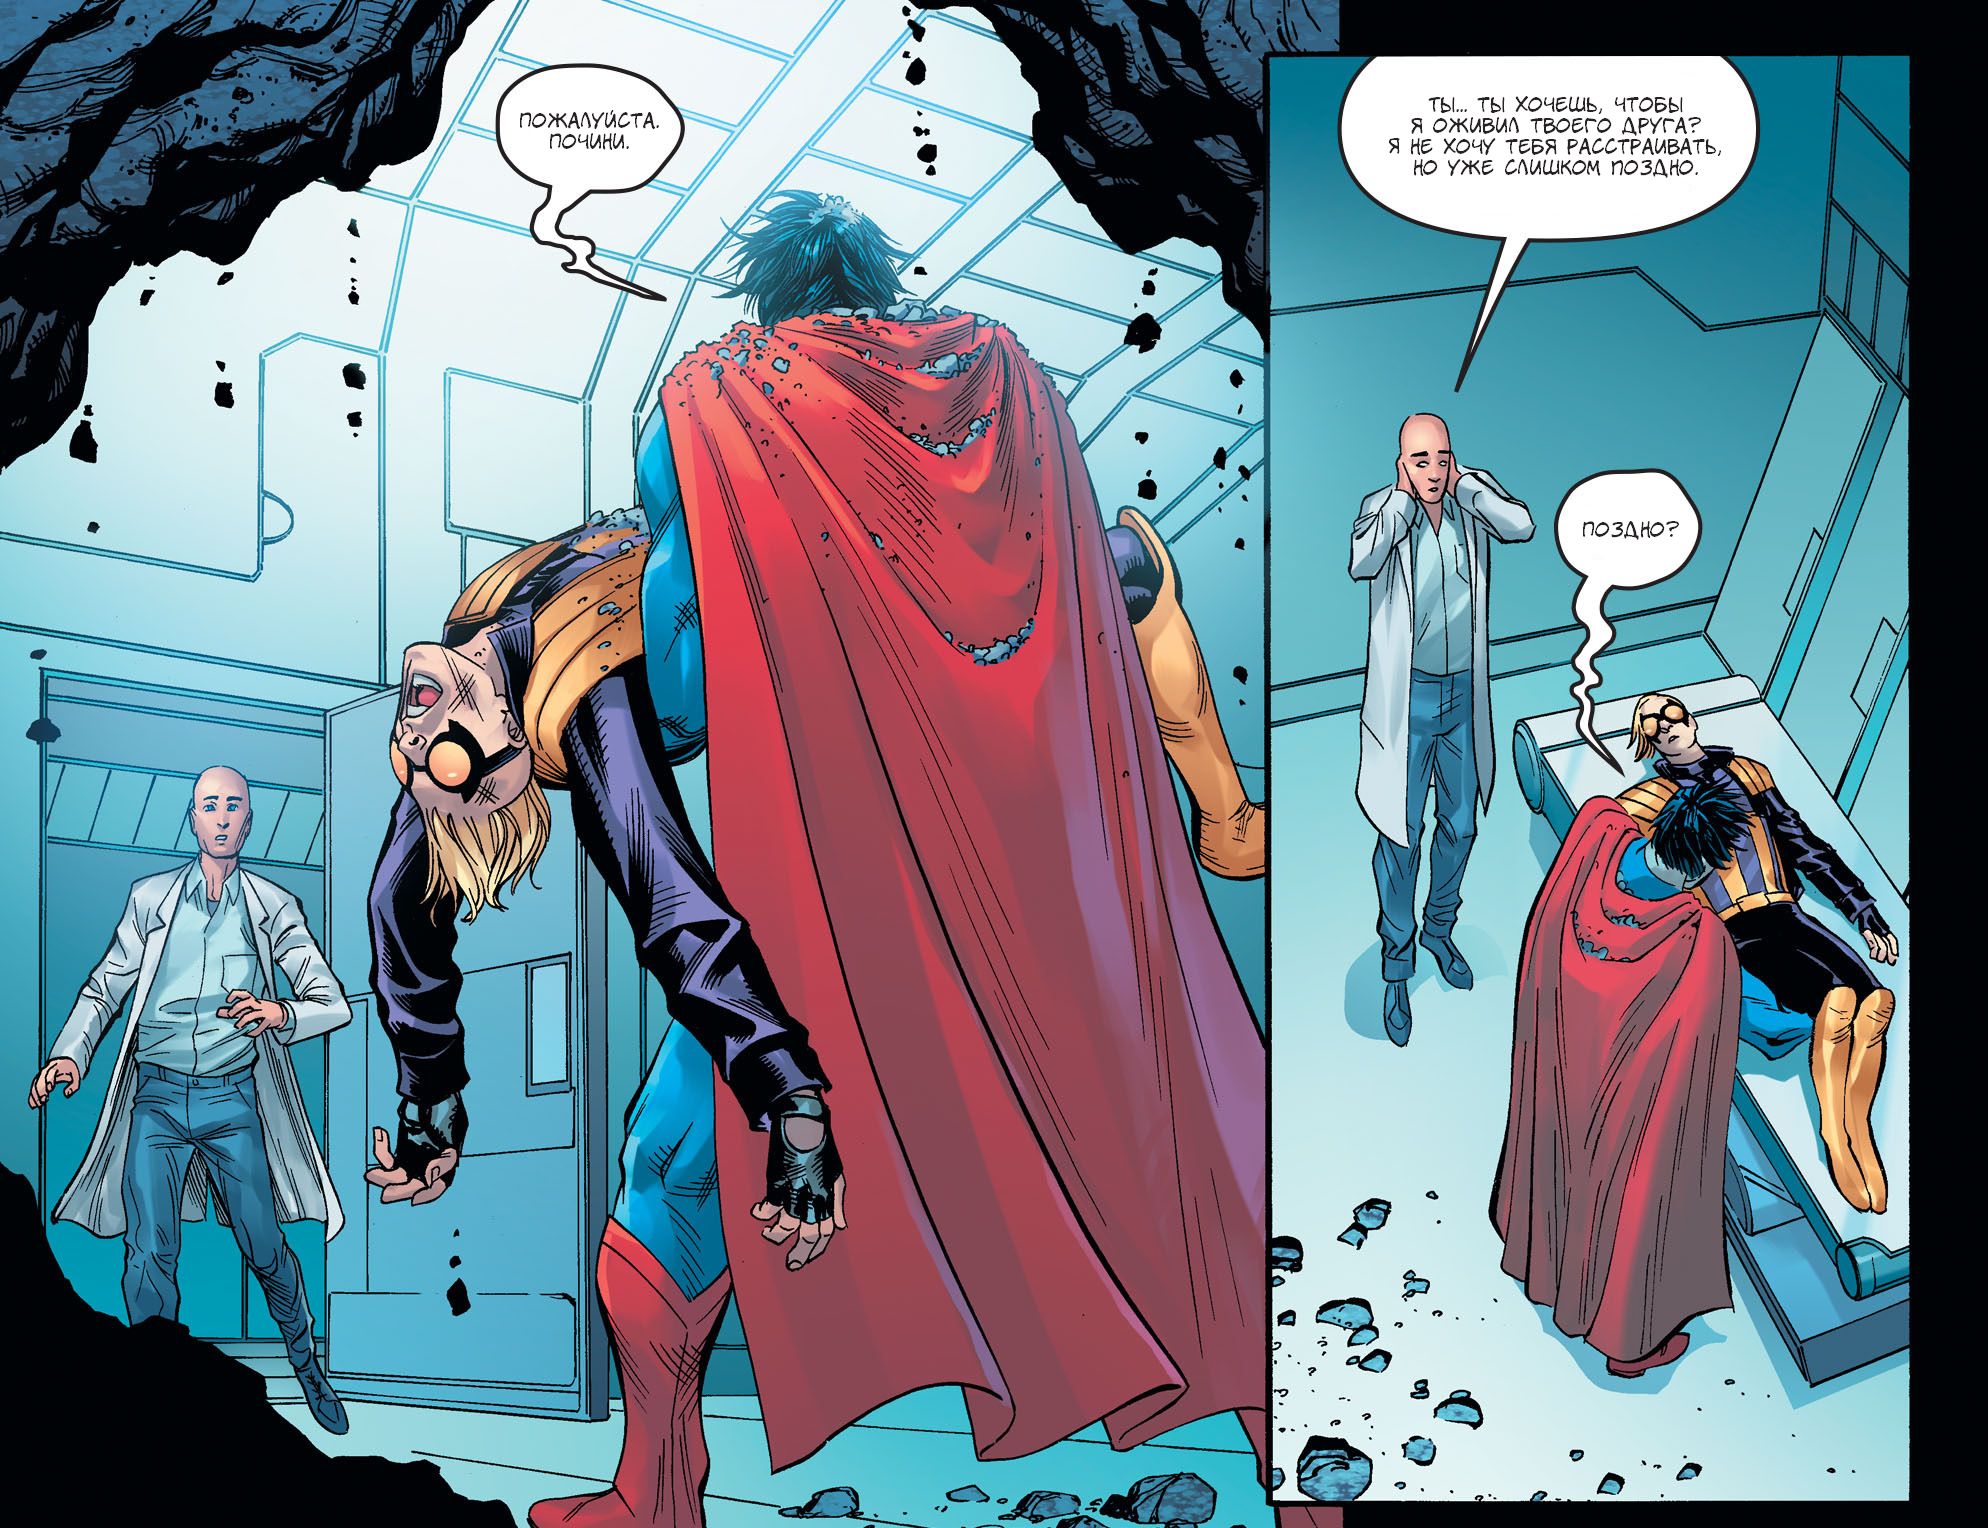 ПОЖАЛУЙСТА.
ПОЧИНИ.
ТЫ... ТЫ ХОЧЕШЬ, ЧТОБЫ
Я ОЖИВИЛ ТВОЕГО ДРУГА?
Я НЕ ХОЧУ ТЕБЯ РАССТРАИВАТЬ,
НО УЖЕ СЛИШКОМ ПОЗДНО.
ПОЗДНО?